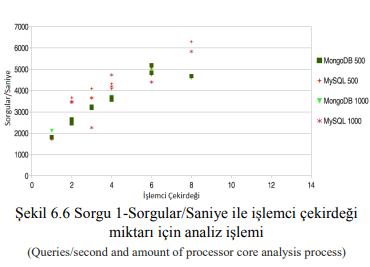 7000
6000
5000
4000
3000
2000
1000
0
Sorgular/Saniye
0 2 4 6 8 10 12 14
İşlemci Çekirdeği
MongoDB 500
MySQL 500
MongoDB 1000
MySQL 1000
Şekil 6.6 Sorgu 1-Sorgular/Saniye ile işlemci çekirdeği
miktarı için analiz işlemi
(Queries/second and amount of processor core analysis process)